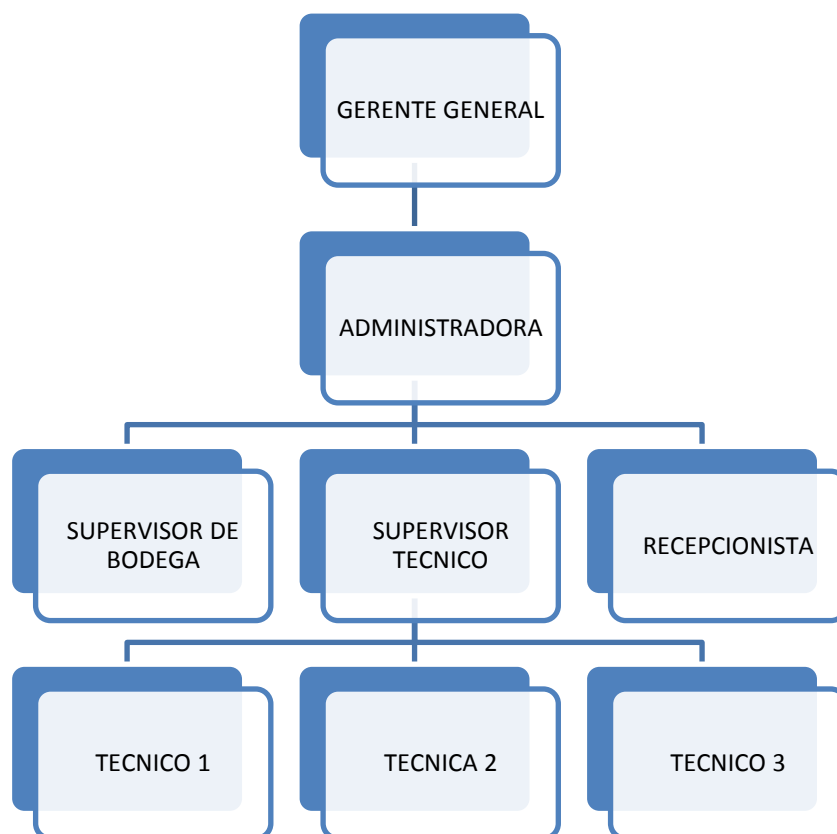 GERENTE GENERAL
ADMINISTRADORA
SUPERVISOR DE
BODEGA
SUPERVISOR
TECNICO
RECEPCIONISTA
TECNICO 1
TECNICA 2
TECNICO 3